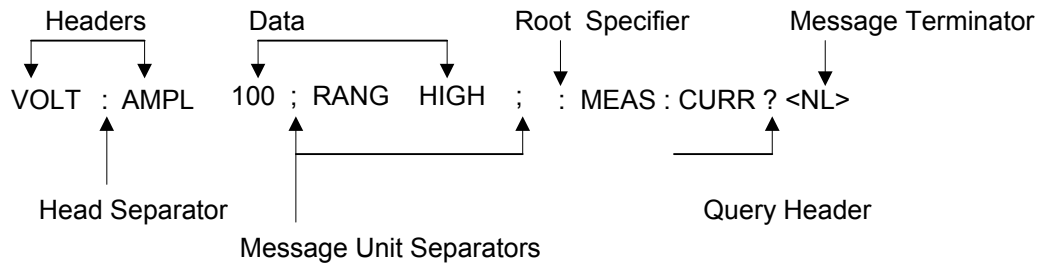 Headers Data Root Specifier Message Terminator
VOLT : AMPL 100 ; RANG HIGH ; : MEAS : CURR ? <NL>
Head Separator Query Header
Message Unit Separators